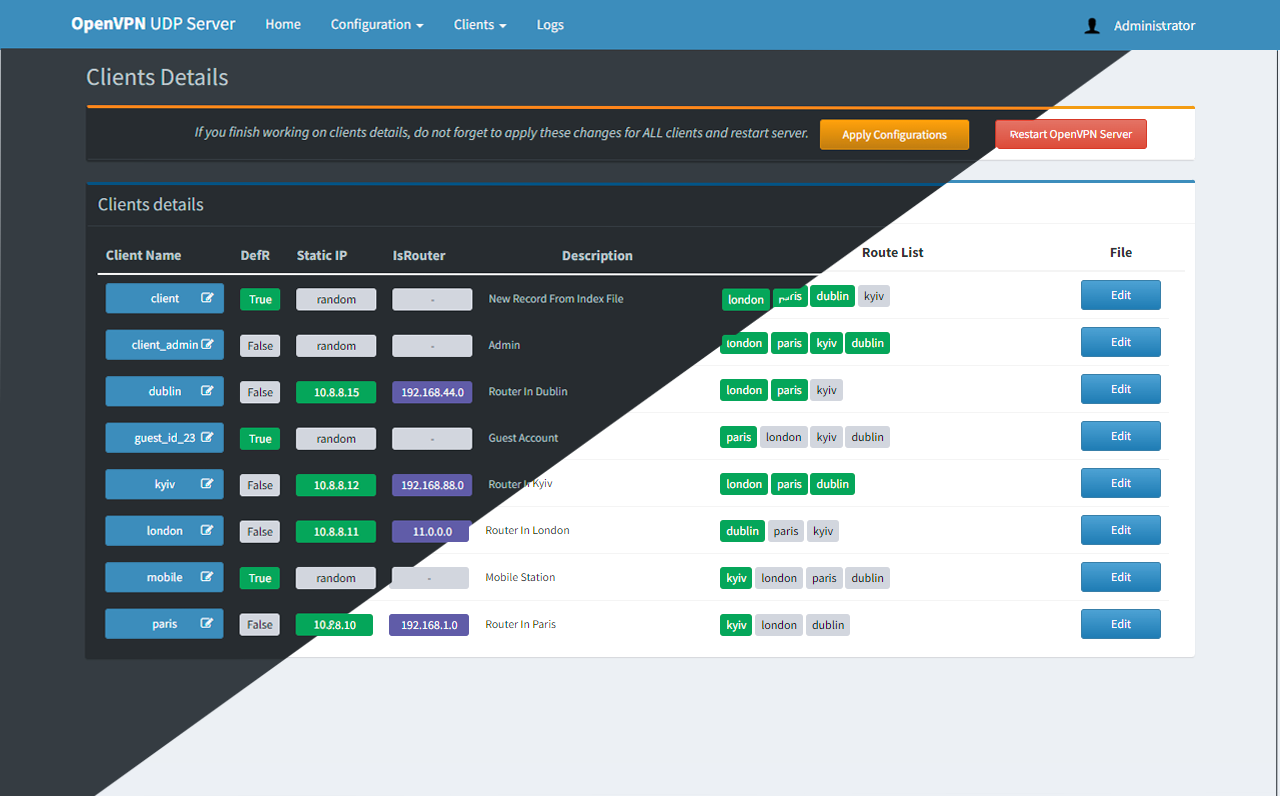 OpenVPN UDP Server Home Configuration Clients Logs Administrator
Clients Details
If you finish working on clients details, do not forget to apply these changes for ALL clients and restart server. Apply Configurations Restart OpenVPN Server
Clients details
Client Name DefR Static IP IsRouter Description Route List File
client True random - New Record From Index File london paris dublin kyiv Edit
client_admin False random - Admin london paris kyiv dublin Edit
dublin False 10.8.8.15 192.168.44.0 Router In Dublin london paris kyiv Edit
guest_id_23 True random - Guest Account paris london kyiv dublin Edit
kyiv False 10.8.8.12 192.168.88.0 Router In Kyiv london paris dublin Edit
london False 10.8.8.11 11.0.0.0 Router In London dublin paris kyiv Edit
mobile True random - Mobile Station kyiv london paris dublin Edit
paris False 10.8.8.10 192.168.1.0 Router In Paris kyiv london dublin Edit